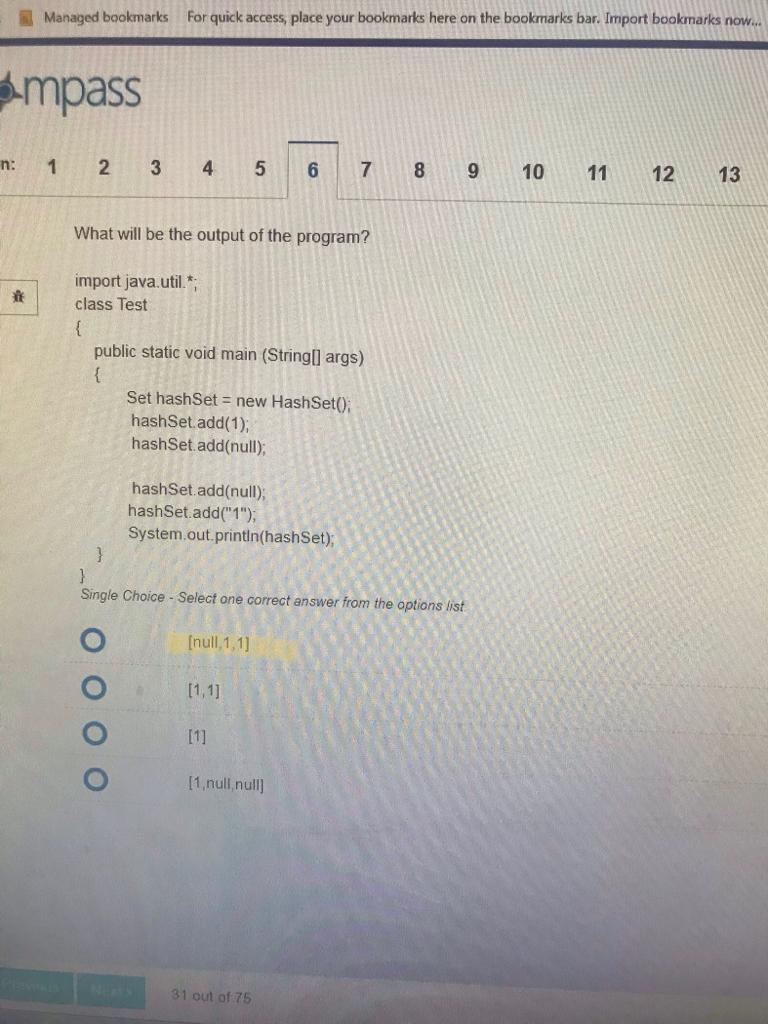 Managed bookmarks For quick access, place your bookmarks here on the bookmarks bar. Import bookmarks now...
mpass
n: 1 2 3 4 5 6 7 8 9 10 11 12 13
What will be the output of the program?
import java.util.*;
class Test
{
public static void main (String[] args)
{
Set hashSet = new HashSet();
hashSet.add(1);
hashSet.add(null);
hashSet.add(null);
hashSet.add("1");
System.out.println(hashSet);
}
}
Single Choice - Select one correct answer from the options list
[null,1,1]
[1,1]
[1]
[1,null,null]
31 out of 75